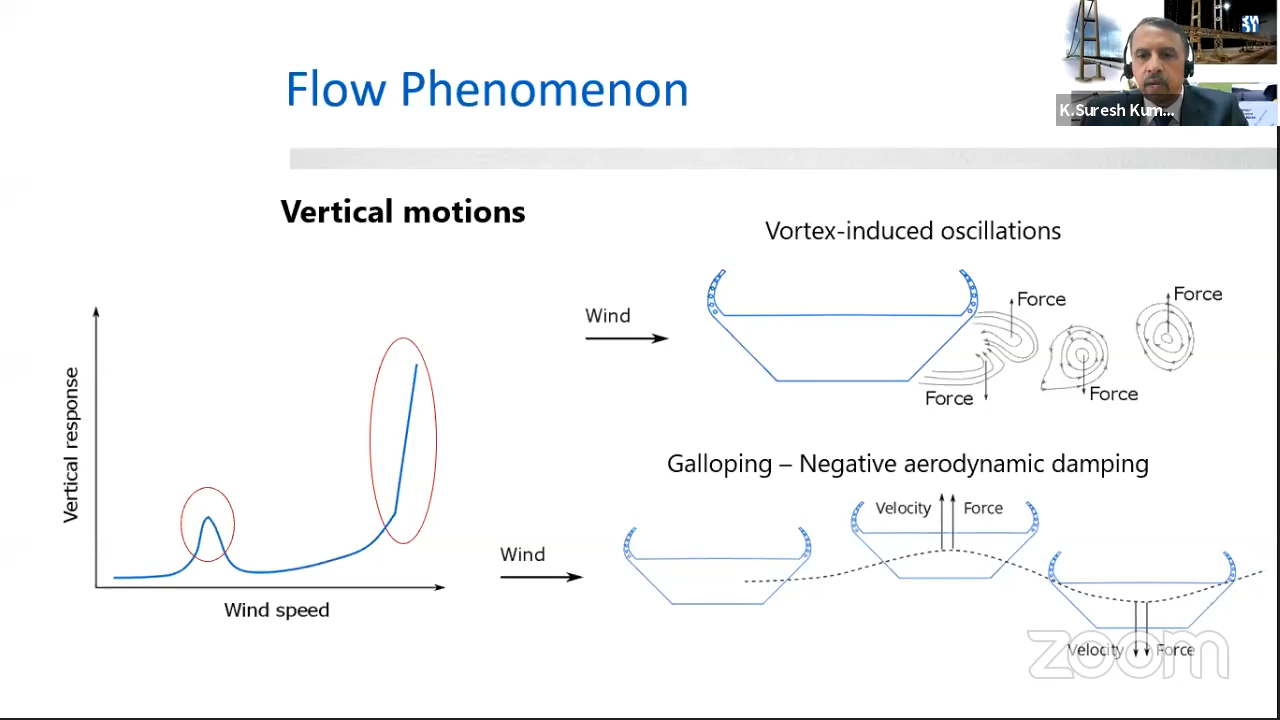 Flow Phenomenon
K.Suresh Kum...
Vertical motions
Vortex-induced oscillations
Wind
Force
Force
Force
Force
Vertical response
Wind speed
Galloping – Negative aerodynamic damping
Wind
Velocity
Force
Velocity
Force
zoom